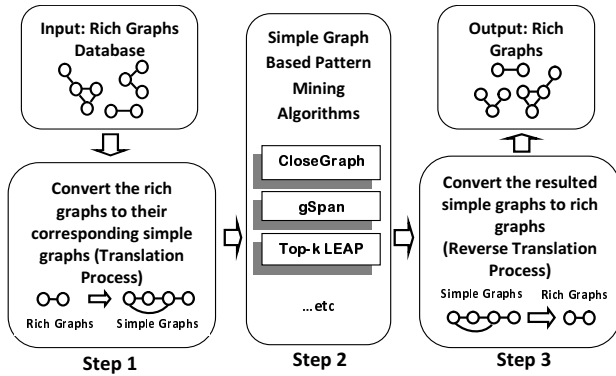 Input: Rich Graphs
Database
Convert the rich
graphs to their
corresponding simple
graphs (Translation
Process)
Rich Graphs
Simple Graphs
Step 1
Simple Graph
Based Pattern
Mining
Algorithms
CloseGraph
gSpan
Top-k LEAP
...etc
Step 2
Output: Rich
Graphs
Convert the resulted
simple graphs to rich
graphs
(Reverse Translation
Process)
Simple Graphs
Rich Graphs
Step 3